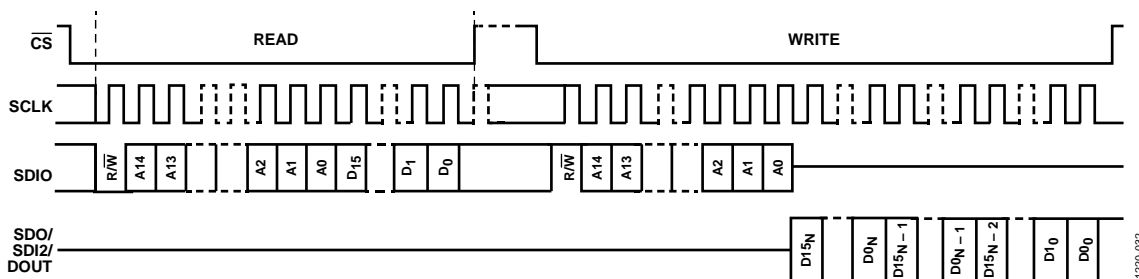 CS READ WRITE
SCLK
SDIO R/W A14 A13 A2 A1 A0 D15 D1 D0 R/W A14 A13 A2 A1 A0
SDO/
SDI2/
DOUT D15N D0N D15N – 1 D0N – 1 D15N – 2 D10 D00